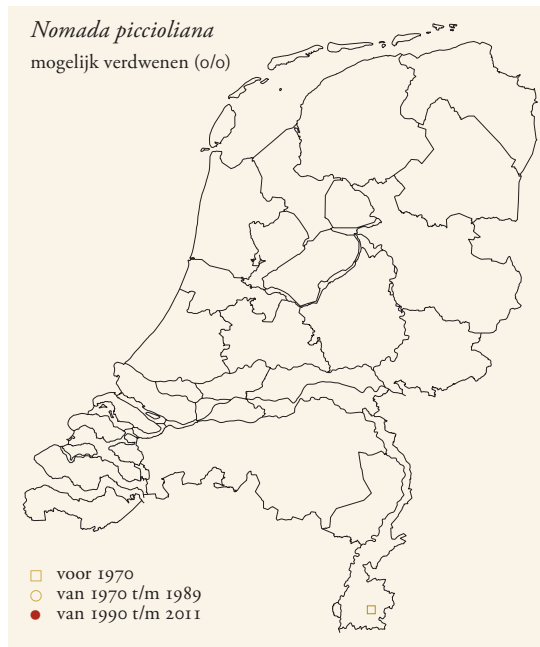 Nomada piccioliana
mogelijk verdwenen (0/0)
voor 1970
van 1970 t/m 1989
van 1990 t/m 2011